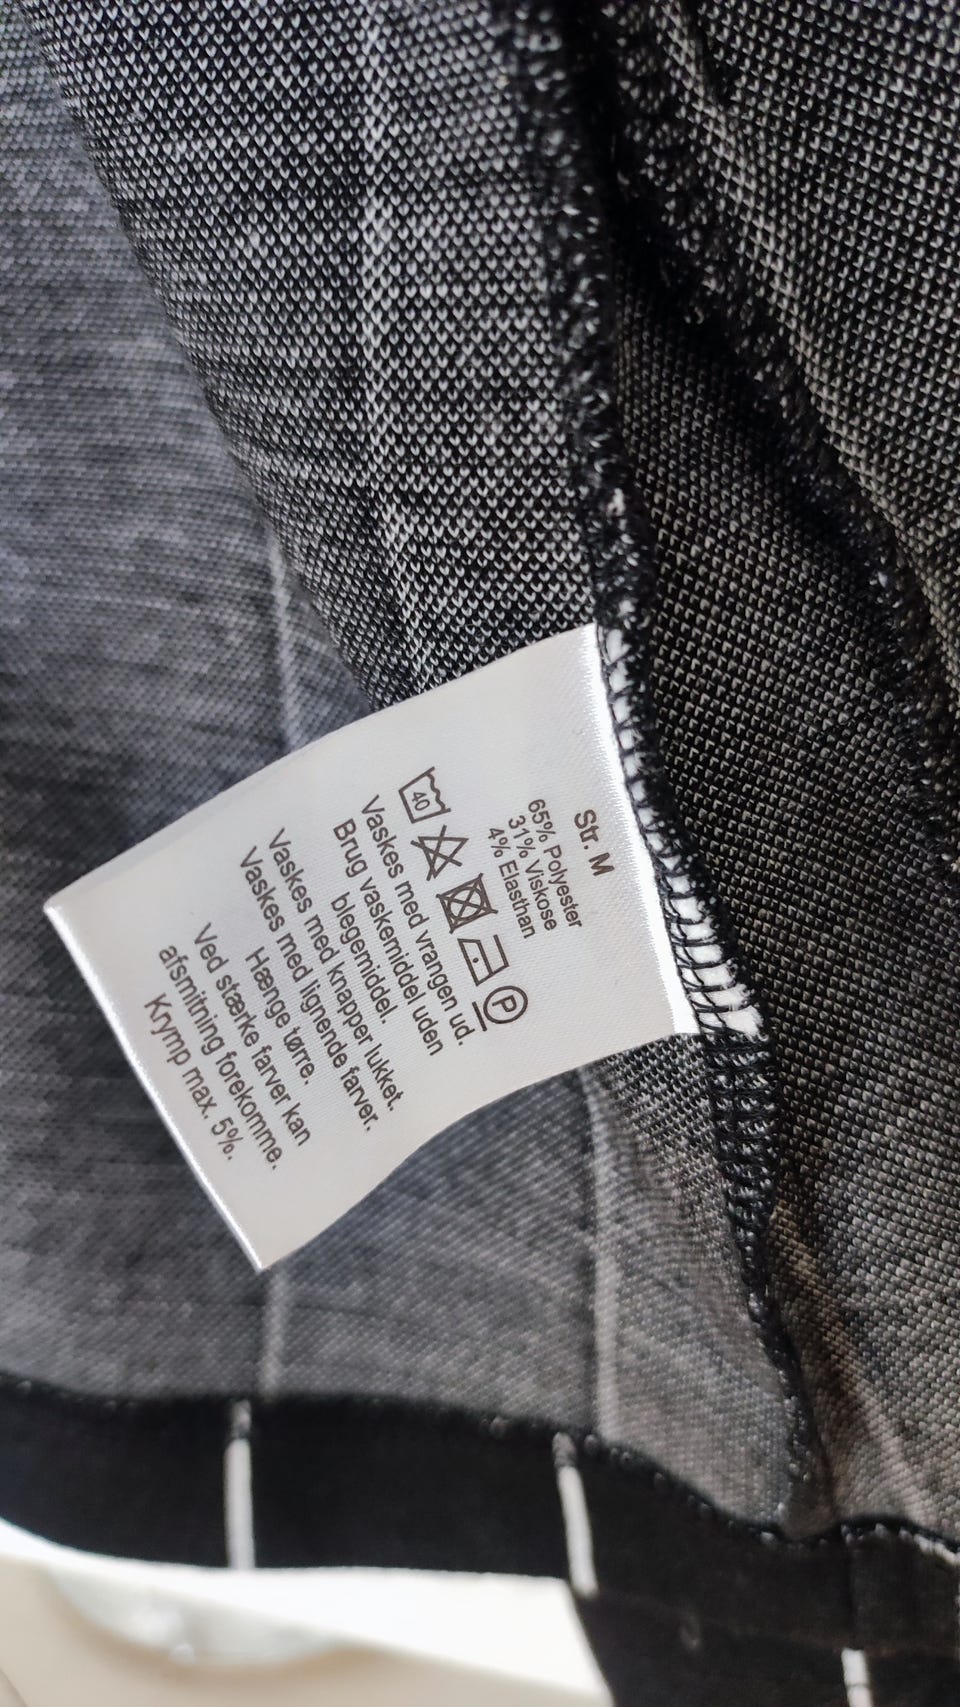 Str. M
65% Polyester
31% Viskose
4% Elasthan
40 P
Vaskes med vrangen ud.
Brug vaskemiddel uden
blegemiddel.
Vaskes med knapper lukket.
Vaskes med lignende farver.
Hænge tørre.
Ved stærke farver kan
afsmitning forekomme.
Krymp max. 5%.